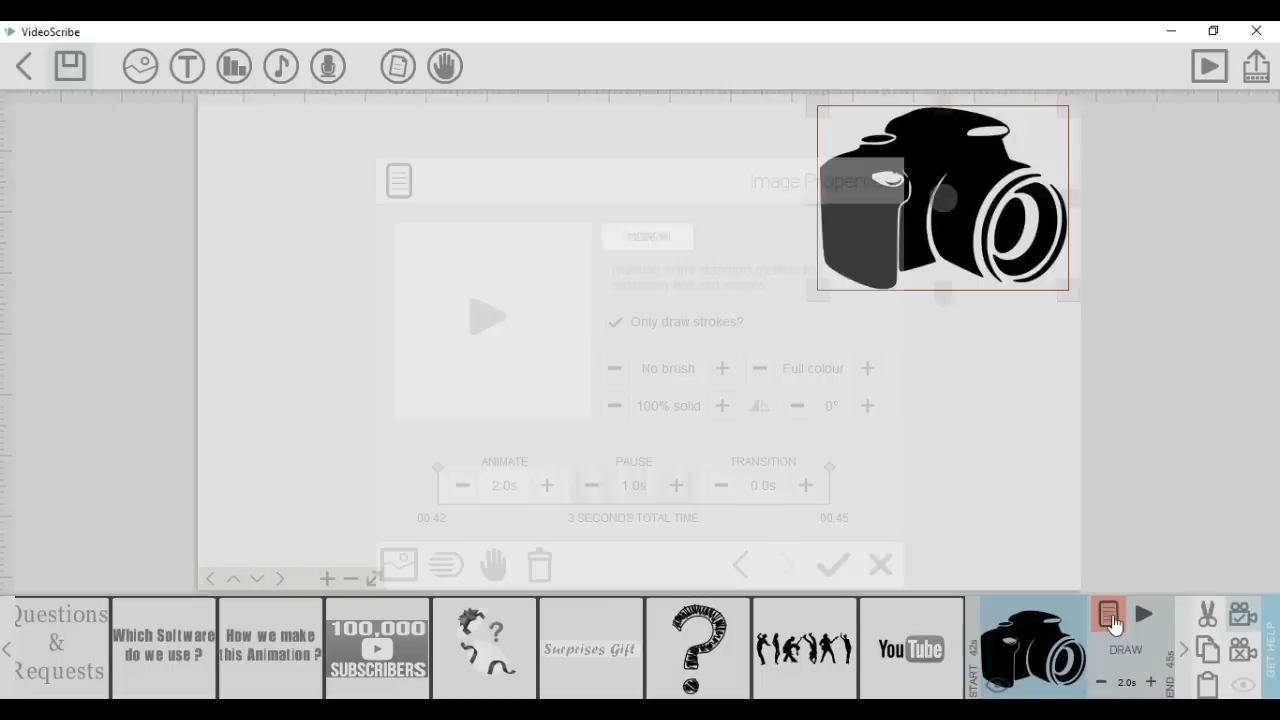 VideoScribe
Image Properties
Only draw strokes?
No brush
Full colour
100% solid
0°
ANIMATE
PAUSE
TRANSITION
2.0s
1.0s
0.0s
00:42
3 SECONDS TOTAL TIME
00:45
Questions
&
Requests
Which Software
do we use ?
How we make
this Animation ?
100,000
SUBSCRIBERS
?
Surprises Gift
?
YouTube
START 42s
DRAW
2.0s
END 45s
GET HELP